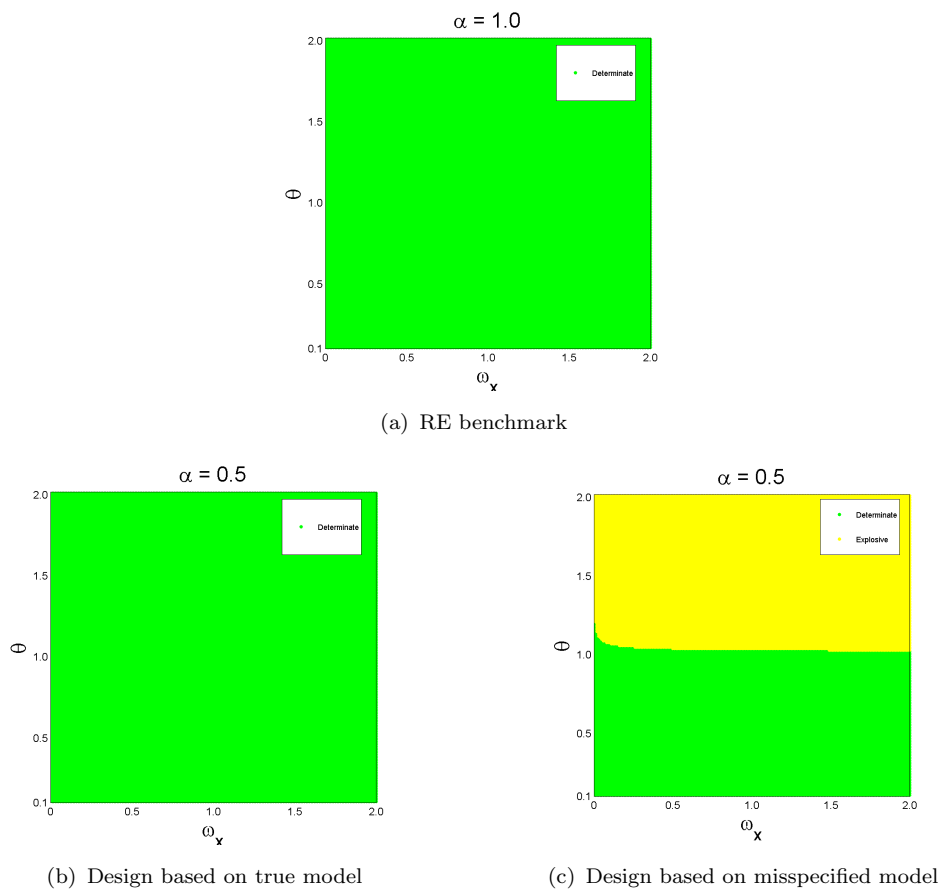 α = 1.0
2.0
1.5
1.0
0.5
0.1
θ
Determinate
0 0.5 1.0 1.5 2.0
ωx
(a) RE benchmark
α = 0.5
2.0
1.5
1.0
0.5
0.1
θ
Determinate
0 0.5 1.0 1.5 2.0
ωx
(b) Design based on true model
α = 0.5
2.0
1.5
1.0
0.5
0.1
θ
Determinate
Explosive
0 0.5 1.0 1.5 2.0
ωx
(c) Design based on misspecified model